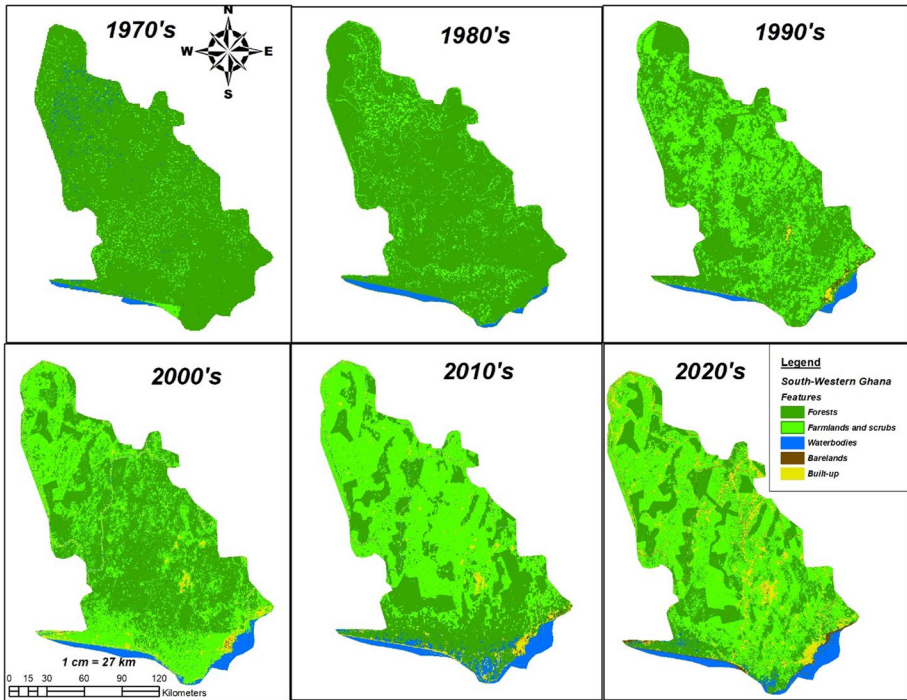 1970's
N
W E
S
1980's
1990's
2000's
1 cm = 27 km
0 15 30 60 90 120
Kilometers
2010's
2020's
Legend
South-Western Ghana
Features
Forests
Farmlands and scrubs
Waterbodies
Barelands
Built-up